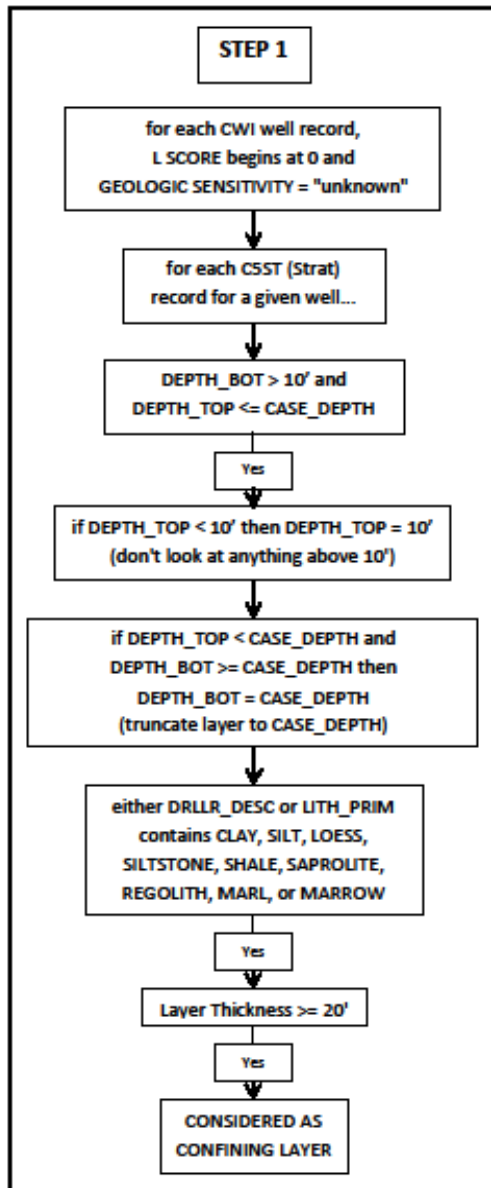 STEP 1
for each CWI well record,
L SCORE begins at 0 and
GEOLOGIC SENSITIVITY = "unknown"
for each C5ST (Strat)
record for a given well...
DEPTH_BOT > 10' and
DEPTH_TOP <= CASE_DEPTH
Yes
if DEPTH_TOP < 10' then DEPTH_TOP = 10'
(don't look at anything above 10')
if DEPTH_TOP < CASE_DEPTH and
DEPTH_BOT >= CASE_DEPTH then
DEPTH_BOT = CASE_DEPTH
(truncate layer to CASE_DEPTH)
either DRLLR_DESC or LITH_PRIM
contains CLAY, SILT, LOESS,
SILTSTONE, SHALE, SAPROLITE,
REGOLITH, MARL, or MARROW
Yes
Layer Thickness >= 20'
Yes
CONSIDERED AS
CONFINING LAYER